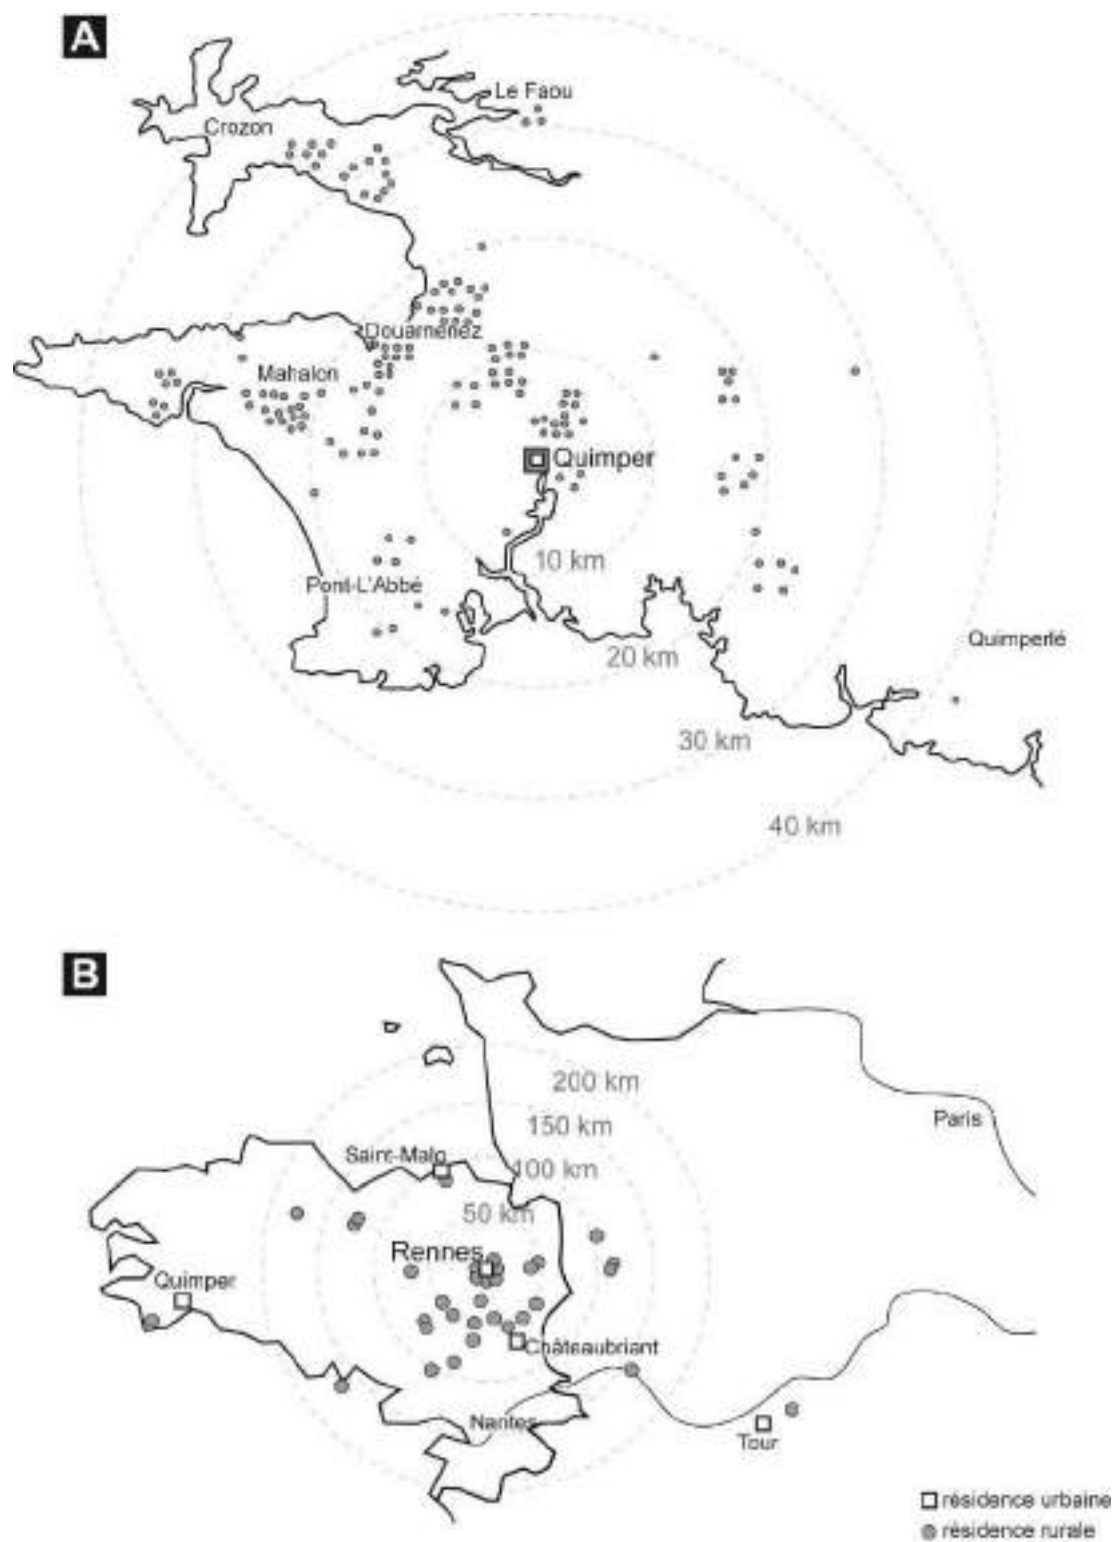 A
Le Faou
Crozon
Douarnenez
Mahalon
Quimper
10 km
Pont-L'Abbé
Quimperlé
20 km
30 km
40 km
B
200 km
Paris
150 km
Saint-Malo
100 km
50 km
Rennes
Quimper
Châteaubriant
Nantes
Tour
résidence urbaine
résidence rurale